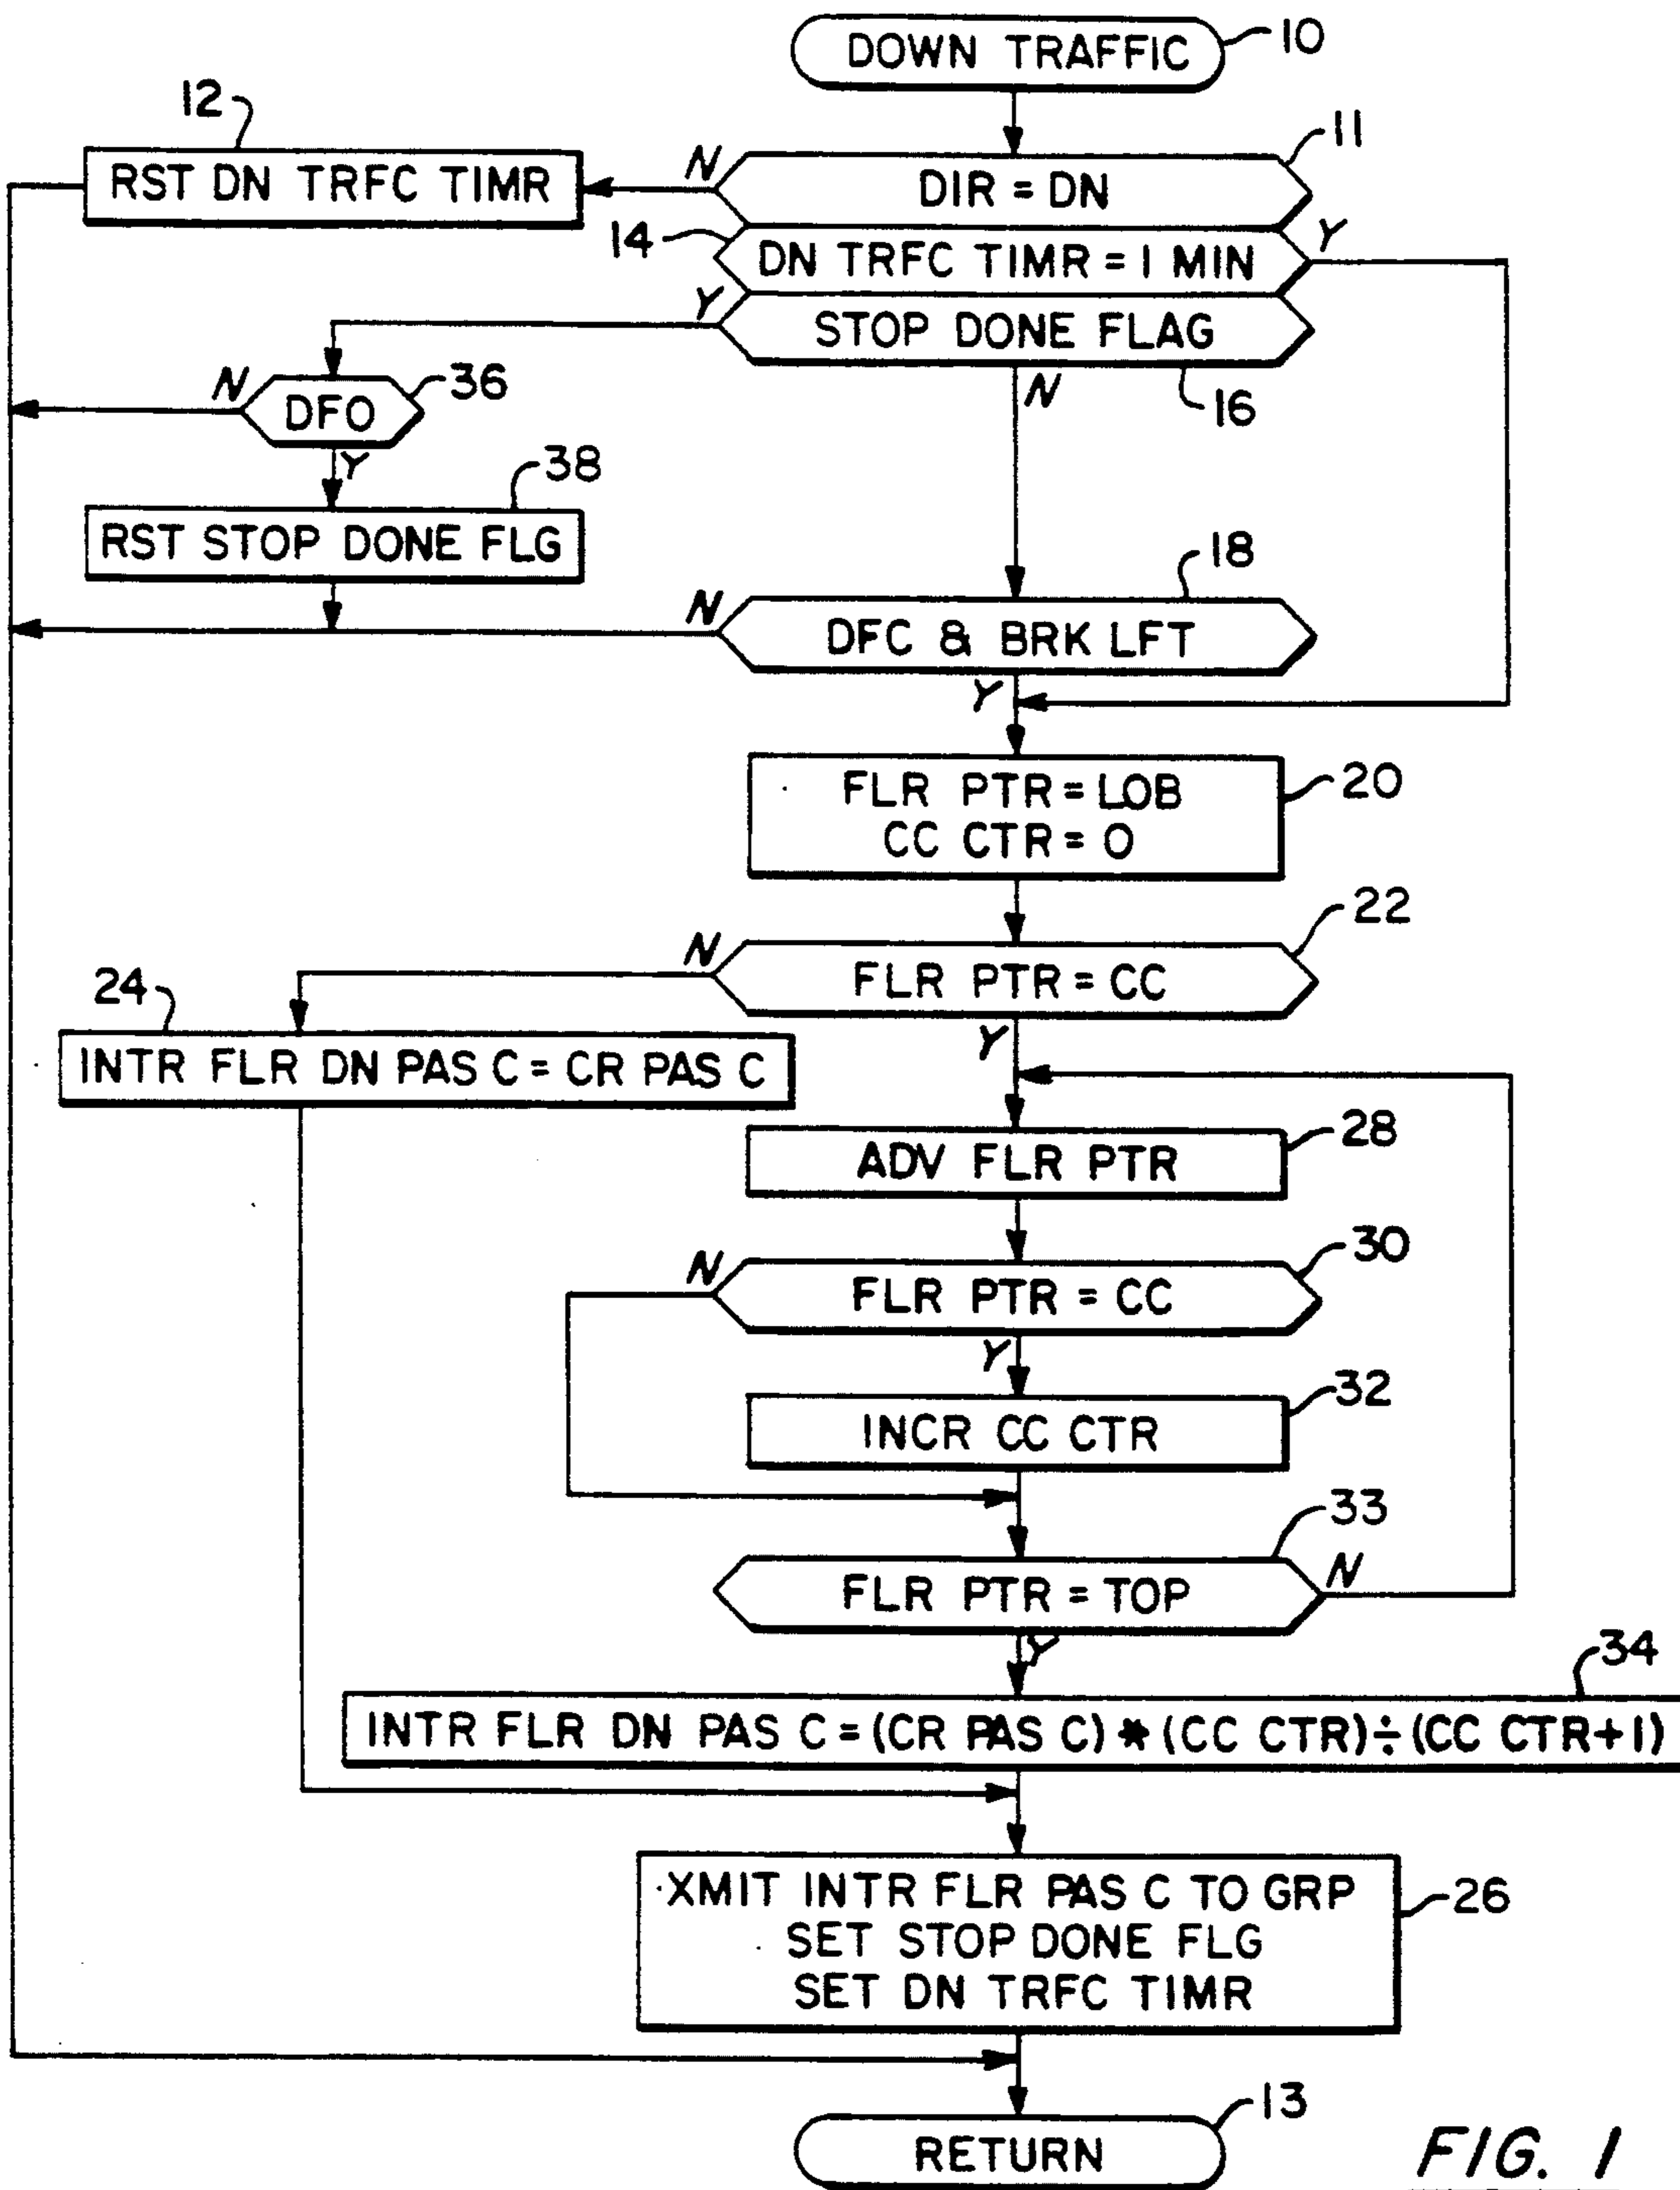 DOWN TRAFFIC
10
12
11
RST DN TRFC TIMR
N
DIR = DN
14
DN TRFC TIMR = 1 MIN
Y
Y
STOP DONE FLAG
N
DFO
36
N
16
Y
38
RST STOP DONE FLG
18
N
DFC & BRK LFT
Y
FLR PTR = LOB
CC CTR = 0
20
22
N
FLR PTR = CC
24
Y
INTR FLR DN PAS C = CR PAS C
28
ADV FLR PTR
30
N
FLR PTR = CC
Y
32
INCR CC CTR
33
FLR PTR = TOP
N
Y
34
INTR FLR DN PAS C = (CR PAS C) * (CC CTR) ÷ (CC CTR+1)
XMIT INTR FLR PAS C TO GRP
SET STOP DONE FLG
SET DN TRFC TIMR
26
13
RETURN
FIG. 1